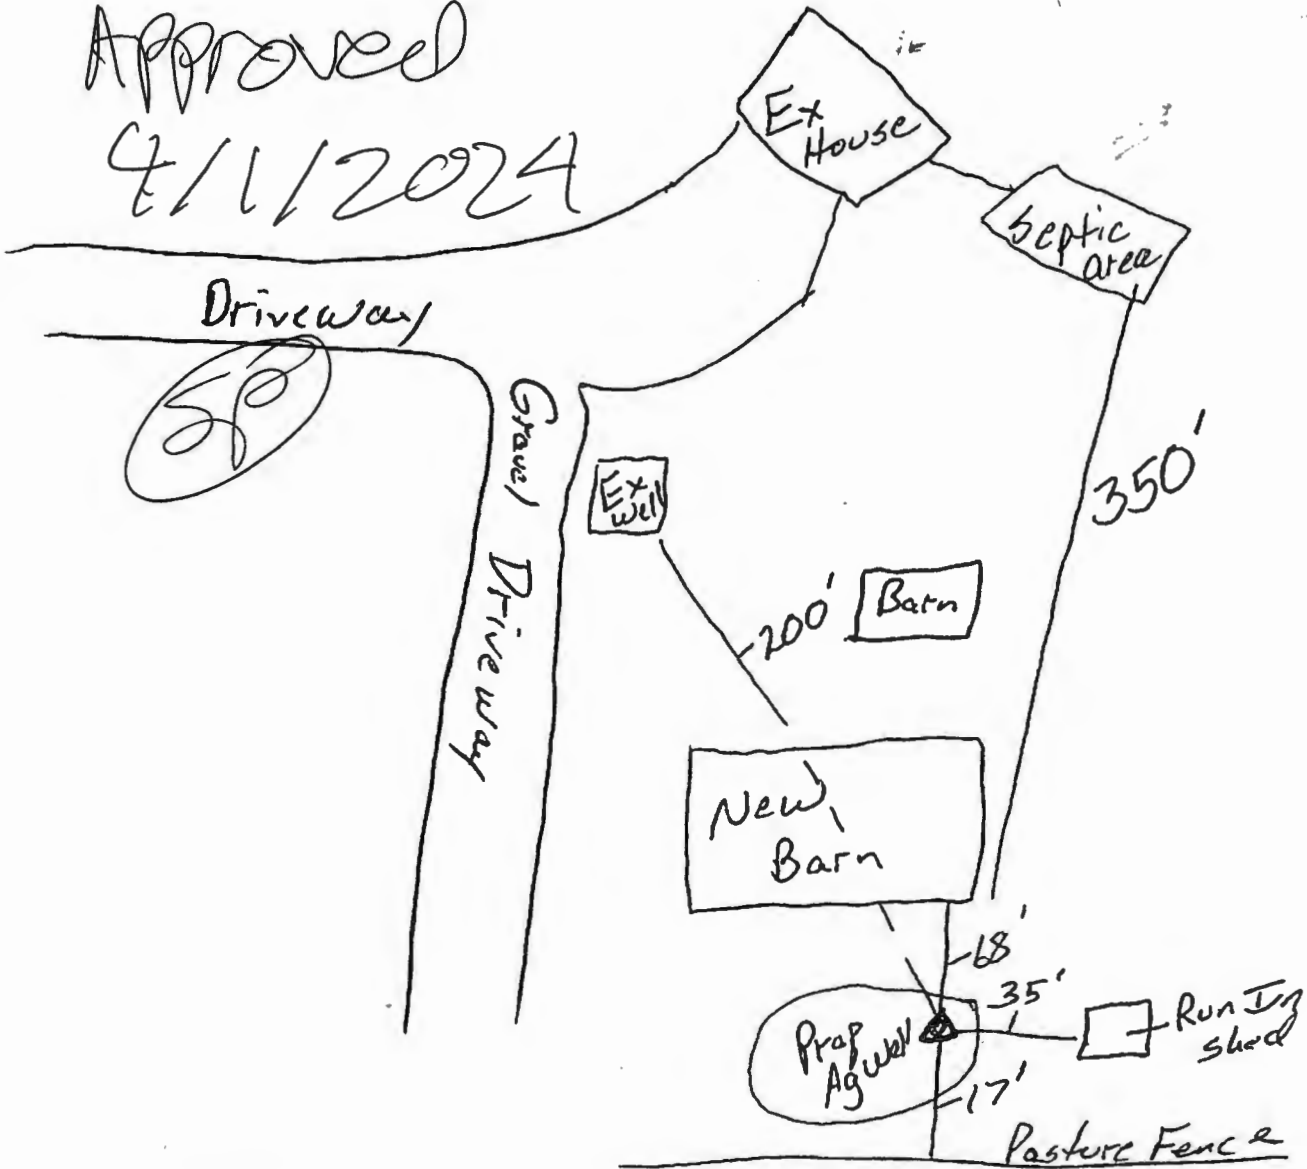 Approved
4/1/2024
Ex
House
Septic
area
Driveway
Gravel Driveway
Ex
well
350'
200'
Barn
New
Barn
68'
35'
Run In
shed
Prop
Ag well
17'
Pasture Fence